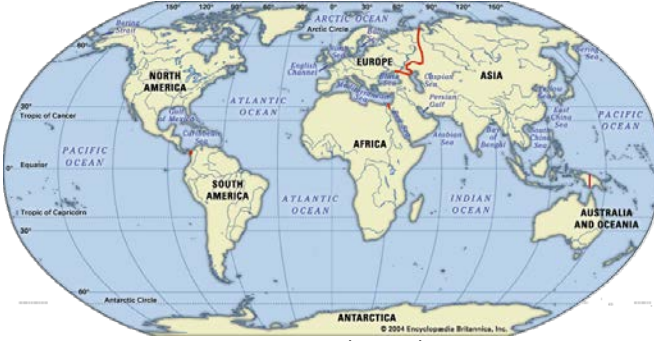 150° 120° 90° 60° 30° 0° 30° 60° 90° 120° 150°
ARCTIC OCEAN
Bering
Strait
Arctic Circle
60°
EUROPE
English
Channel
NORTH
AMERICA
ASIA
Caspian
Sea
Black
Sea
Bering
Sea
ATLANTIC
OCEAN
30°
Tropic of Cancer
Gulf
of Mexico
Caribbean
Sea
Persian
Gulf
East
China
Sea
PACIFIC
OCEAN
Arabian
Sea
Bay
of
Bengal
South
China
Sea
AFRICA
PACIFIC
OCEAN
0°
Equator
SOUTH
AMERICA
ATLANTIC
OCEAN
INDIAN
OCEAN
Tropic of Capricorn
AUSTRALIA
AND OCEANIA
30°
60°
Antarctic Circle
ANTARCTICA
© 2004 Encyclopædia Britannica, Inc.